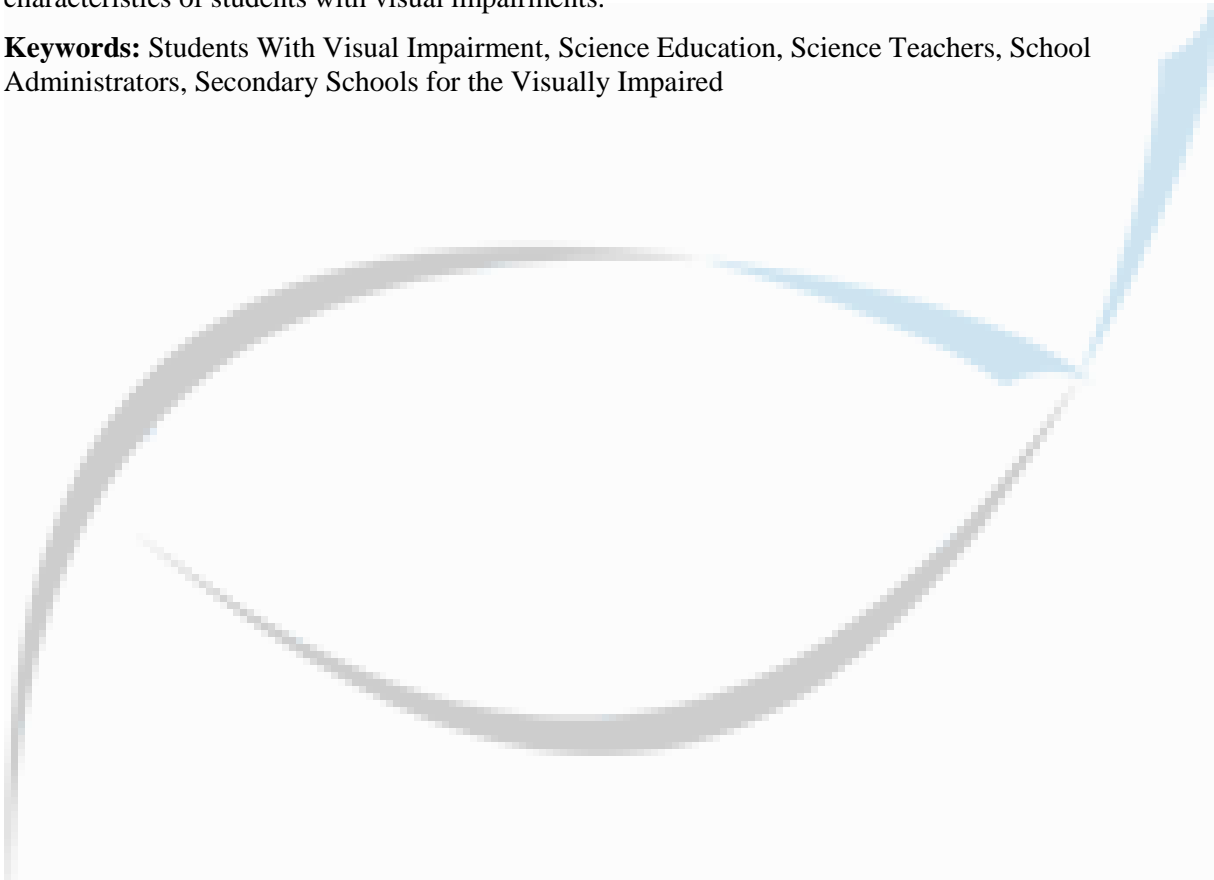 characteristics of students with visual impairments.
Keywords: Students With Visual Impairment, Science Education, Science Teachers, School
Administrators, Secondary Schools for the Visually Impaired